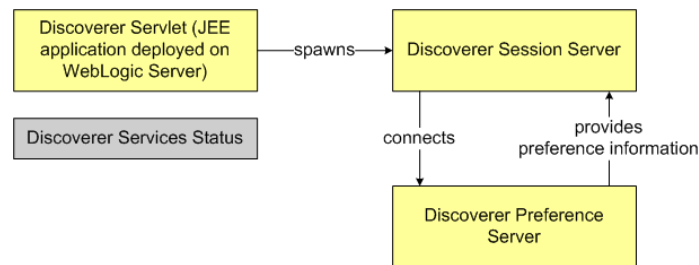 Discoverer Servlet (JEE
application deployed on
WebLogic Server)
spawns
Discoverer Session Server
Discoverer Services Status
connects
provides
preference information
Discoverer Preference
Server